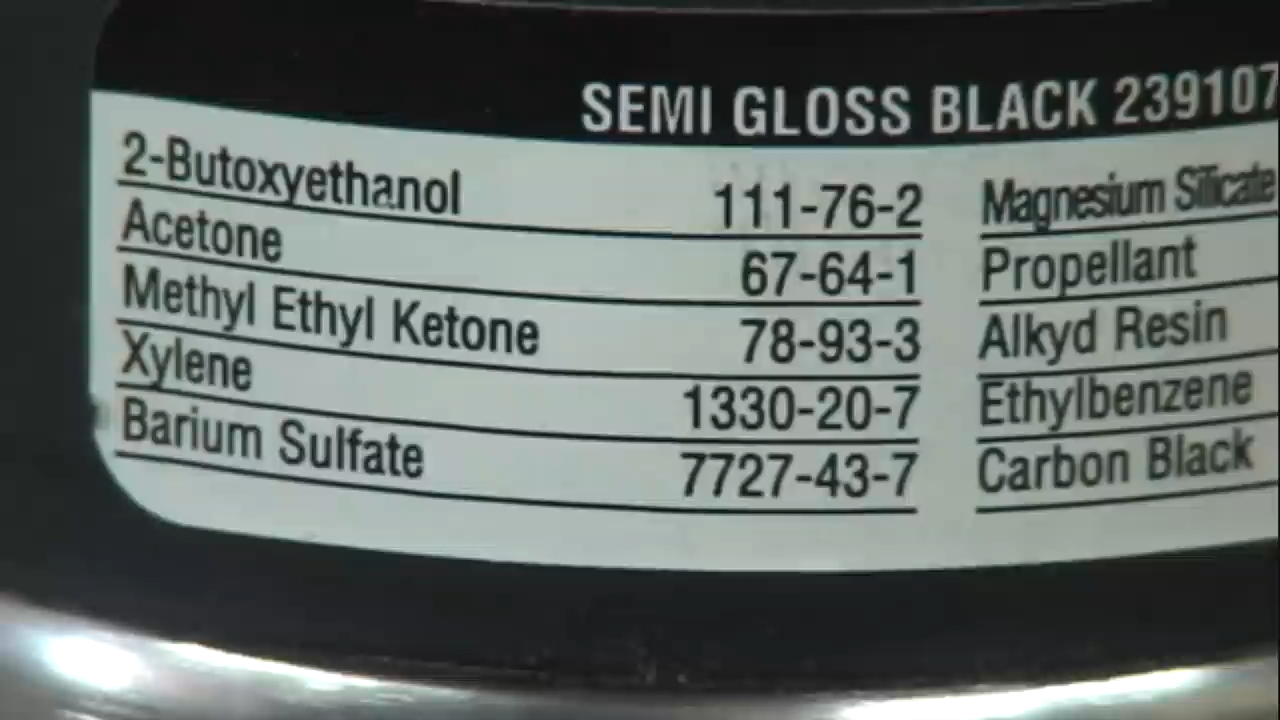 SEMI GLOSS BLACK 239107
2-Butoxyethanol 111-76-2 Magnesium Silicate
Acetone 67-64-1 Propellant
Methyl Ethyl Ketone 78-93-3 Alkyd Resin
Xylene 1330-20-7 Ethylbenzene
Barium Sulfate 7727-43-7 Carbon Black